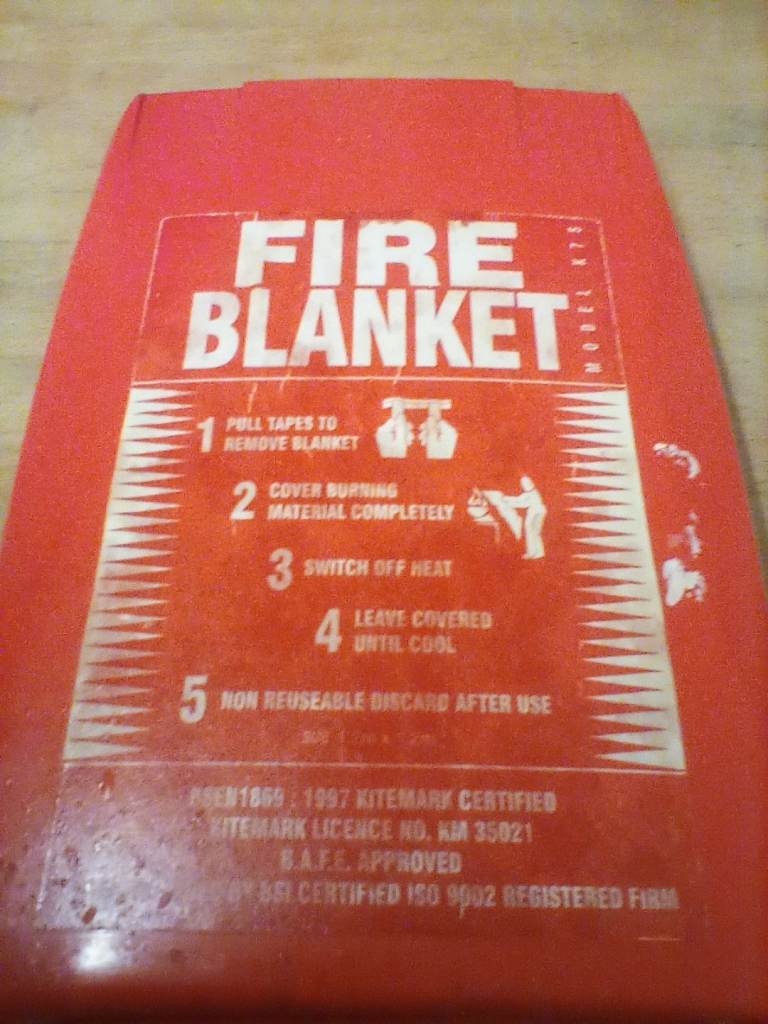 FIRE
BLANKET
MODEL K75
1 PULL TAPES TO
REMOVE BLANKET
2 COVER BURNING
MATERIAL COMPLETELY
3 SWITCH OFF HEAT
4 LEAVE COVERED
UNTIL COOL
5 NON REUSEABLE DISCARD AFTER USE
BSEN1869 : 1997 KITEMARK CERTIFIED
KITEMARK LICENCE NO. KM 35021
B.A.F.E. APPROVED
BY BSI CERTIFIED ISO 9002 REGISTERED FIRM